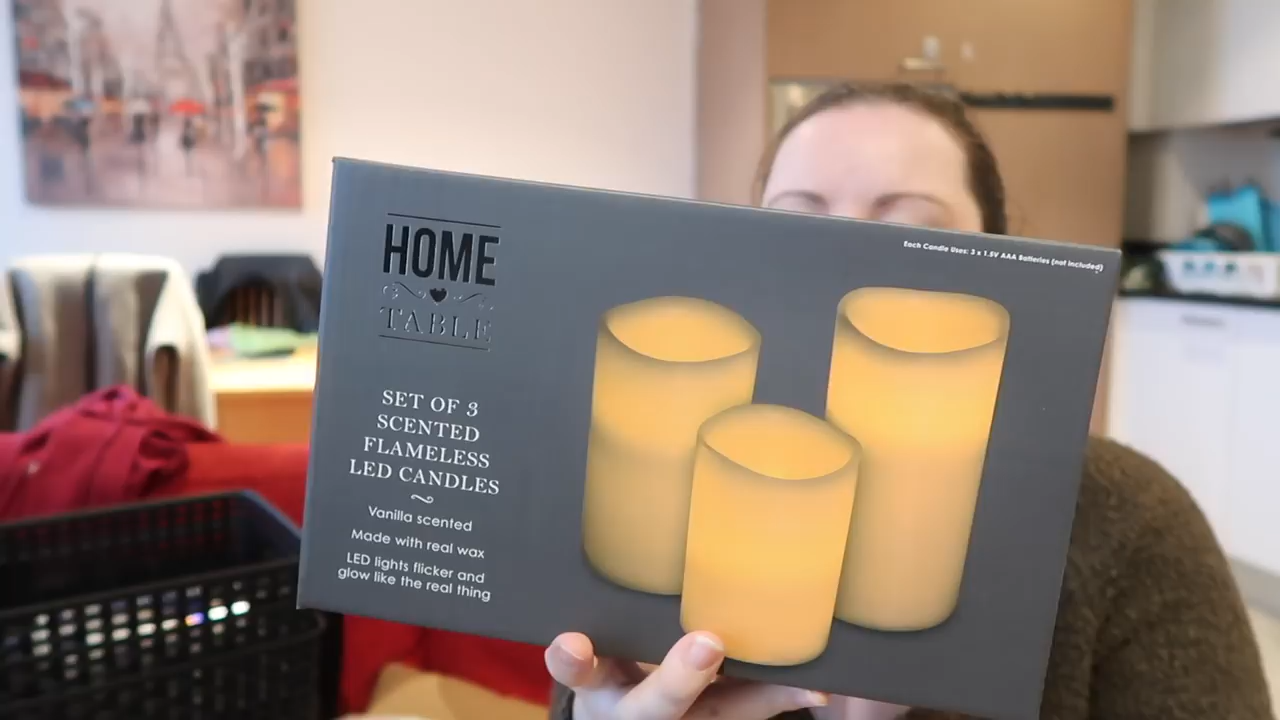 HOME
TABLE
Each Candle Uses: 3 x 1.5V AAA Batteries (not included)
SET OF 3
SCENTED
FLAMELESS
LED CANDLES
Vanilla scented
Made with real wax
LED lights flicker and
glow like the real thing